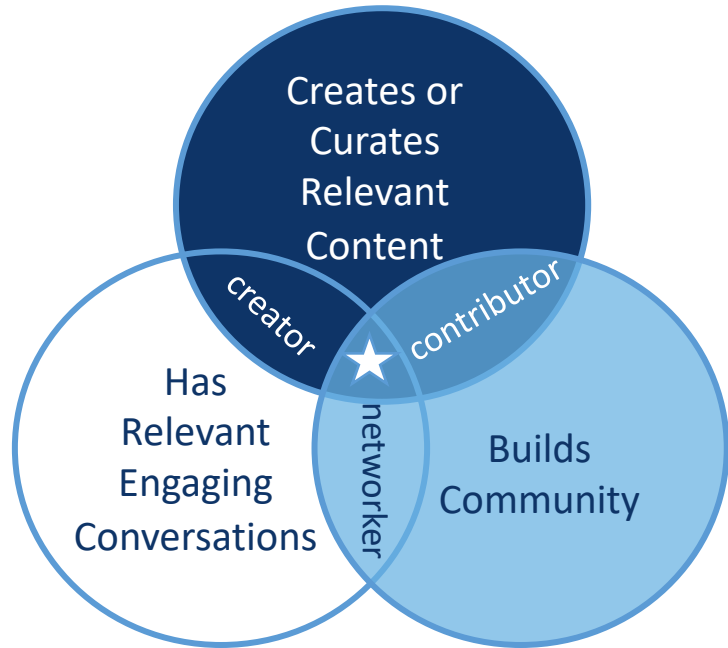 Creates or
Curates
Relevant
Content
creator
contributor
Has
Relevant
Engaging
Conversations
networker
Builds
Community